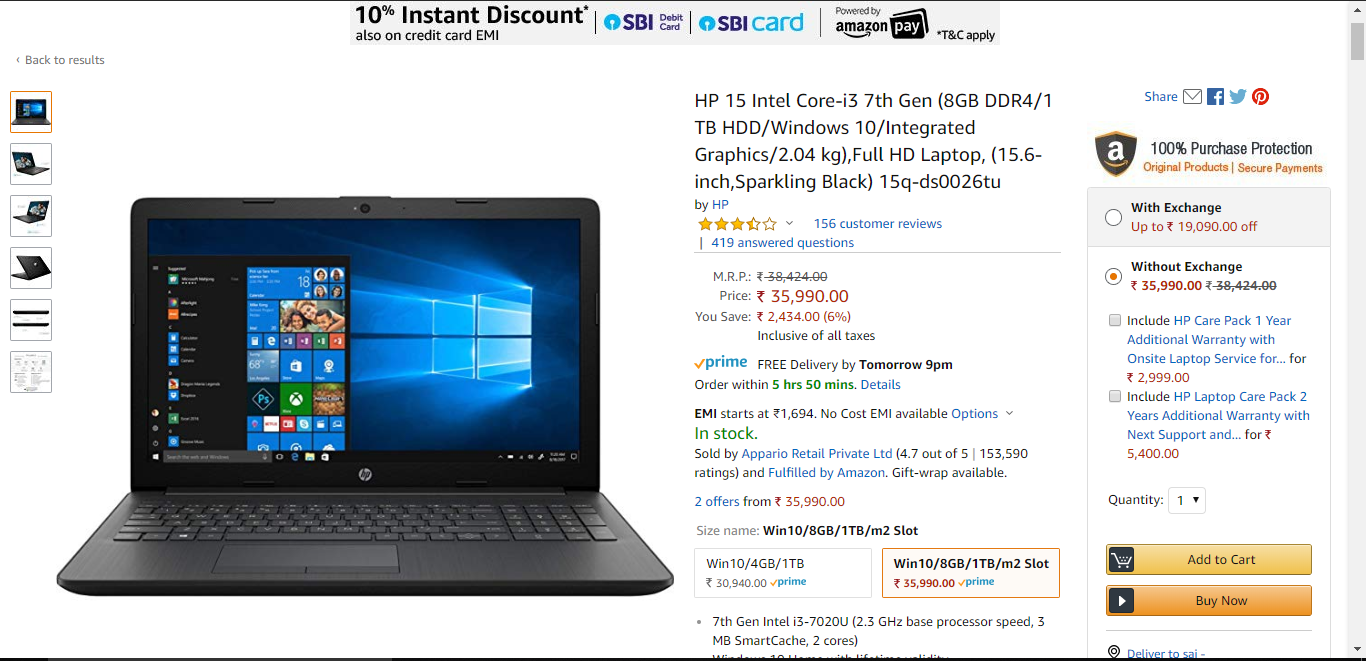 10% Instant Discount*
also on credit card EMI
SBI Debit Card
SBI card
Powered by
amazon pay
*T&C apply
‹ Back to results
HP 15 Intel Core-i3 7th Gen (8GB DDR4/1
TB HDD/Windows 10/Integrated
Graphics/2.04 kg),Full HD Laptop, (15.6-
inch,Sparkling Black) 15q-ds0026tu
by HP
156 customer reviews
| 419 answered questions
M.R.P.: ₹ 38,424.00
Price: ₹ 35,990.00
You Save: ₹ 2,434.00 (6%)
Inclusive of all taxes
prime FREE Delivery by Tomorrow 9pm
Order within 5 hrs 50 mins. Details
EMI starts at ₹1,694. No Cost EMI available Options
In stock.
Sold by Appario Retail Private Ltd (4.7 out of 5 | 153,590
ratings) and Fulfilled by Amazon. Gift-wrap available.
2 offers from ₹ 35,990.00
Size name: Win10/8GB/1TB/m2 Slot
Win10/4GB/1TB
₹ 30,940.00 prime
Win10/8GB/1TB/m2 Slot
₹ 35,990.00 prime
• 7th Gen Intel i3-7020U (2.3 GHz base processor speed, 3
MB SmartCache, 2 cores)
Windows 10 Home with lifetime validity
Share
100% Purchase Protection
Original Products | Secure Payments
With Exchange
Up to ₹ 19,090.00 off
Without Exchange
₹ 35,990.00 ₹ 38,424.00
Include HP Care Pack 1 Year
Additional Warranty with
Onsite Laptop Service for... for
₹ 2,999.00
Include HP Laptop Care Pack 2
Years Additional Warranty with
Next Support and... for ₹
5,400.00
Quantity: 1
Add to Cart
Buy Now
Deliver to sai -
hp